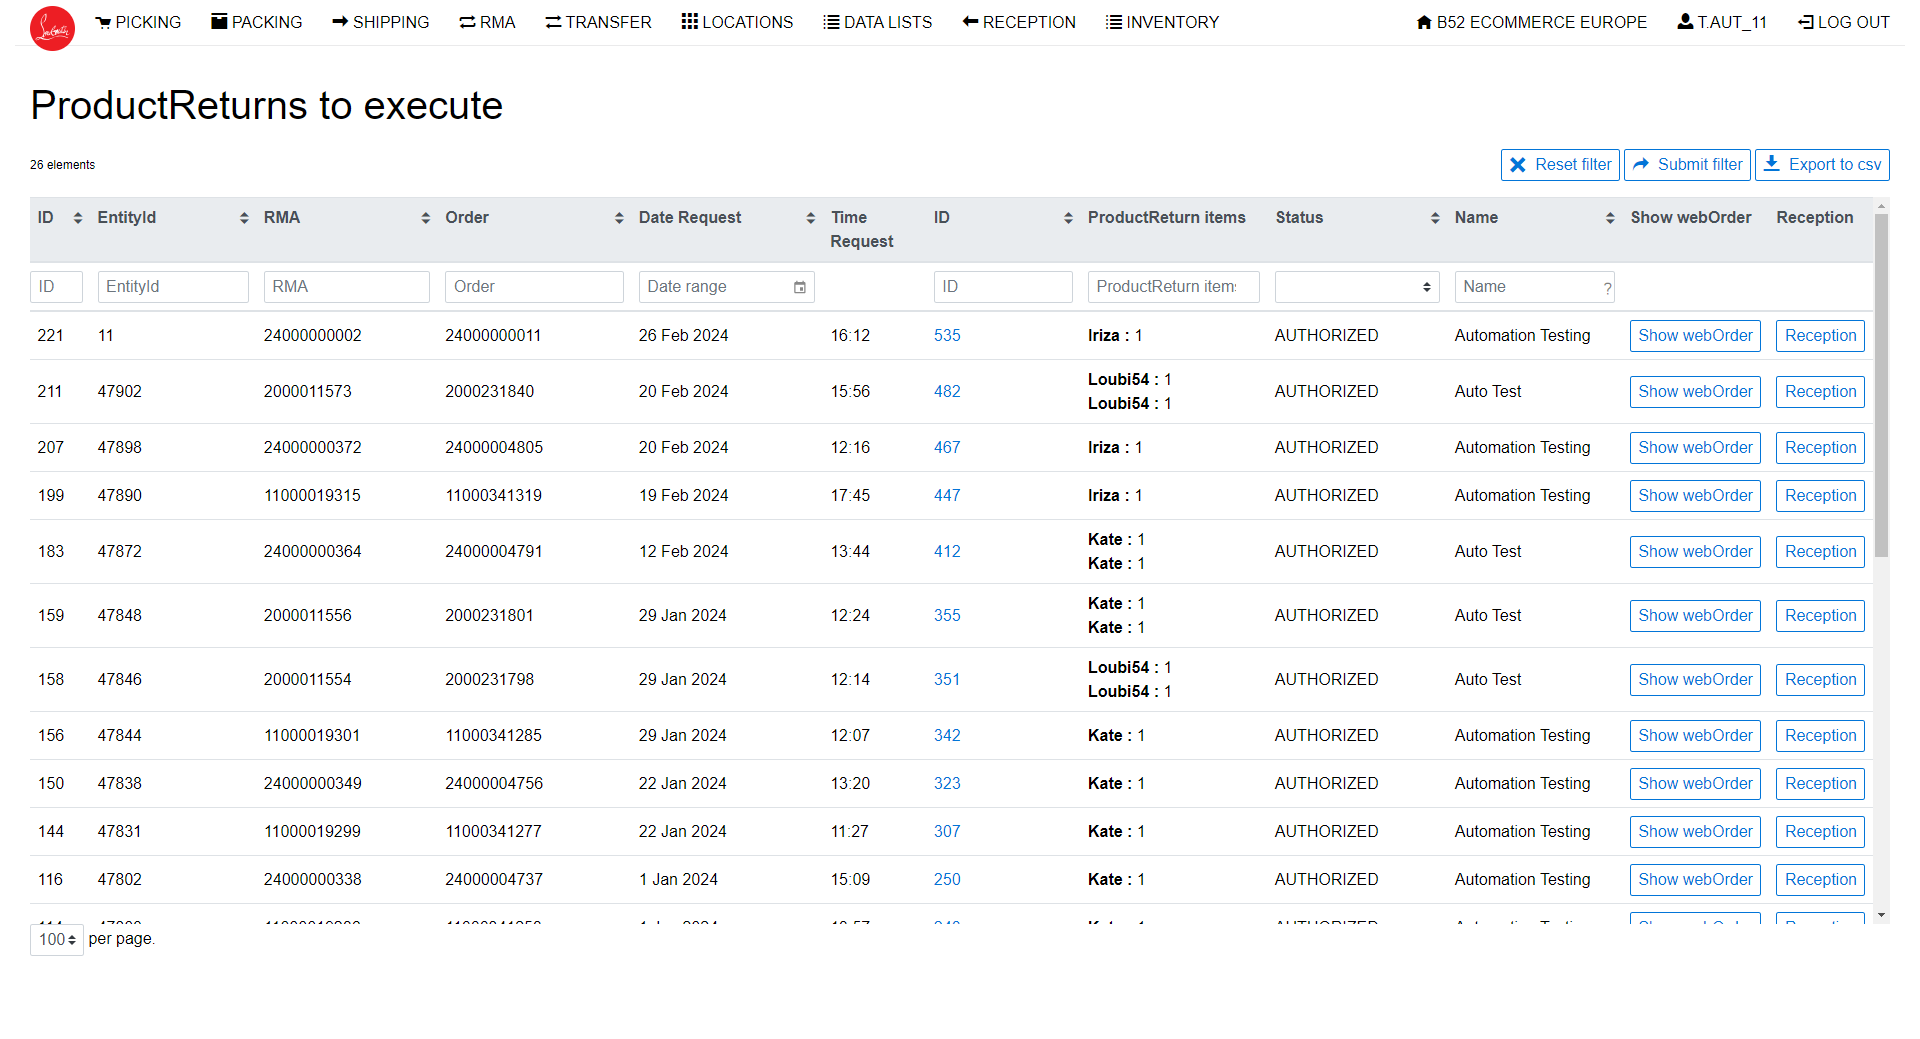 PICKING PACKING SHIPPING RMA TRANSFER LOCATIONS DATA LISTS RECEPTION INVENTORY B52 ECOMMERCE EUROPE T.AUT_11 LOG OUT
ProductReturns to execute
26 elements Reset filter Submit filter Export to csv
ID EntityId RMA Order Date Request Time Request ID ProductReturn items Status Name Show webOrder Reception
ID EntityId RMA Order Date range ID ProductReturn items Name ?
221 11 24000000002 24000000011 26 Feb 2024 16:12 535 Iriza : 1 AUTHORIZED Automation Testing Show webOrder Reception
211 47902 2000011573 2000231840 20 Feb 2024 15:56 482 Loubi54 : 1 Loubi54 : 1 AUTHORIZED Auto Test Show webOrder Reception
207 47898 24000000372 24000004805 20 Feb 2024 12:16 467 Iriza : 1 AUTHORIZED Automation Testing Show webOrder Reception
199 47890 11000019315 11000341319 19 Feb 2024 17:45 447 Iriza : 1 AUTHORIZED Automation Testing Show webOrder Reception
183 47872 24000000364 24000004791 12 Feb 2024 13:44 412 Kate : 1 Kate : 1 AUTHORIZED Auto Test Show webOrder Reception
159 47848 2000011556 2000231801 29 Jan 2024 12:24 355 Kate : 1 Kate : 1 AUTHORIZED Auto Test Show webOrder Reception
158 47846 2000011554 2000231798 29 Jan 2024 12:14 351 Loubi54 : 1 Loubi54 : 1 AUTHORIZED Auto Test Show webOrder Reception
156 47844 11000019301 11000341285 29 Jan 2024 12:07 342 Kate : 1 AUTHORIZED Automation Testing Show webOrder Reception
150 47838 24000000349 24000004756 22 Jan 2024 13:20 323 Kate : 1 AUTHORIZED Automation Testing Show webOrder Reception
144 47831 11000019299 11000341277 22 Jan 2024 11:27 307 Kate : 1 AUTHORIZED Automation Testing Show webOrder Reception
116 47802 24000000338 24000004737 1 Jan 2024 15:09 250 Kate : 1 AUTHORIZED Automation Testing Show webOrder Reception
100 per page.